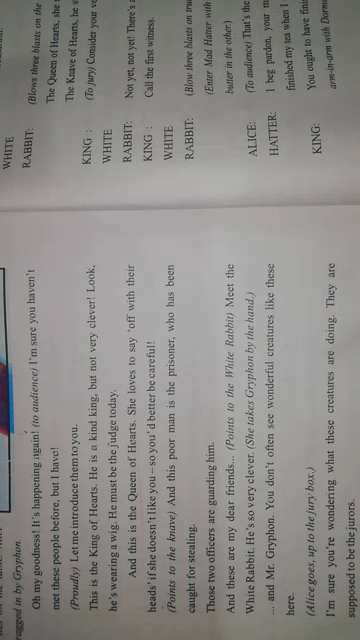 ragged in by Gryphon.
Oh my goodness! It's happening again! (to audience) I'm sure you haven't
met these people before, but I have!
(Proudly) Let me introduce them to you.
This is the King of Hearts. He is a kind king, but not very clever! Look,
he's wearing a wig. He must be the judge today.
And this is the Queen of Hearts. She loves to say 'off with their
heads' if she doesn't like you – so you'd better be careful!
(Points to the knave) And this poor man is the prisoner, who has been
caught for stealing.
Those two officers are guarding him.
And these are my dear friends... (Points to the White Rabbit) Meet the
White Rabbit. He's so very clever. (She takes Gryphon by the hand.)
... and Mr. Gryphon. You don't often see wonderful creatures like these
here.
(Alice goes, up to the jury box.)
I'm sure you're wondering what these creatures are doing. They are
supposed to be the jurors.
WHITE
RABBIT: (Blows three blasts on the
The Queen of Hearts, she
The Knave of Hearts, he
KING : (To jury) Consider your
WHITE
RABBIT: Not yet, not yet! There's
KING : Call the first witness.
WHITE
RABBIT: (Blow three blasts on
(Enter Mad Hatter with
butter in the other)
ALICE: (To audience) That's the
HATTER: I beg pardon, your
finished my tea when I
KING: You ought to have
arm-in-arm with